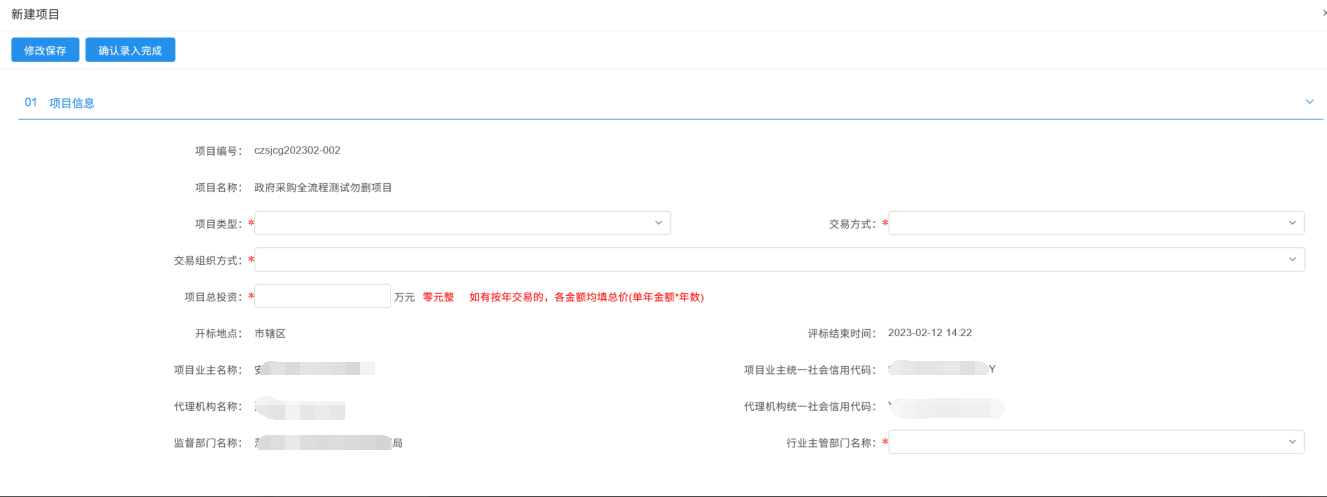 新建项目
修改保存 确认录入完成
01 项目信息
项目编号： czsjcg202302-002
项目名称： 政府采购全流程测试勿删项目
项目类型：* 交易方式：*
交易组织方式：*
项目总投资：* 万元 零元整 如有按年交易的，各金额均填总价(单年金额*年数)
开标地点： 市辖区 评标结束时间： 2023-02-12 14:22
项目业主名称： 项目业主统一社会信用代码： Y
代理机构名称： 代理机构统一社会信用代码：
监督部门名称： 局 行业主管部门名称：*